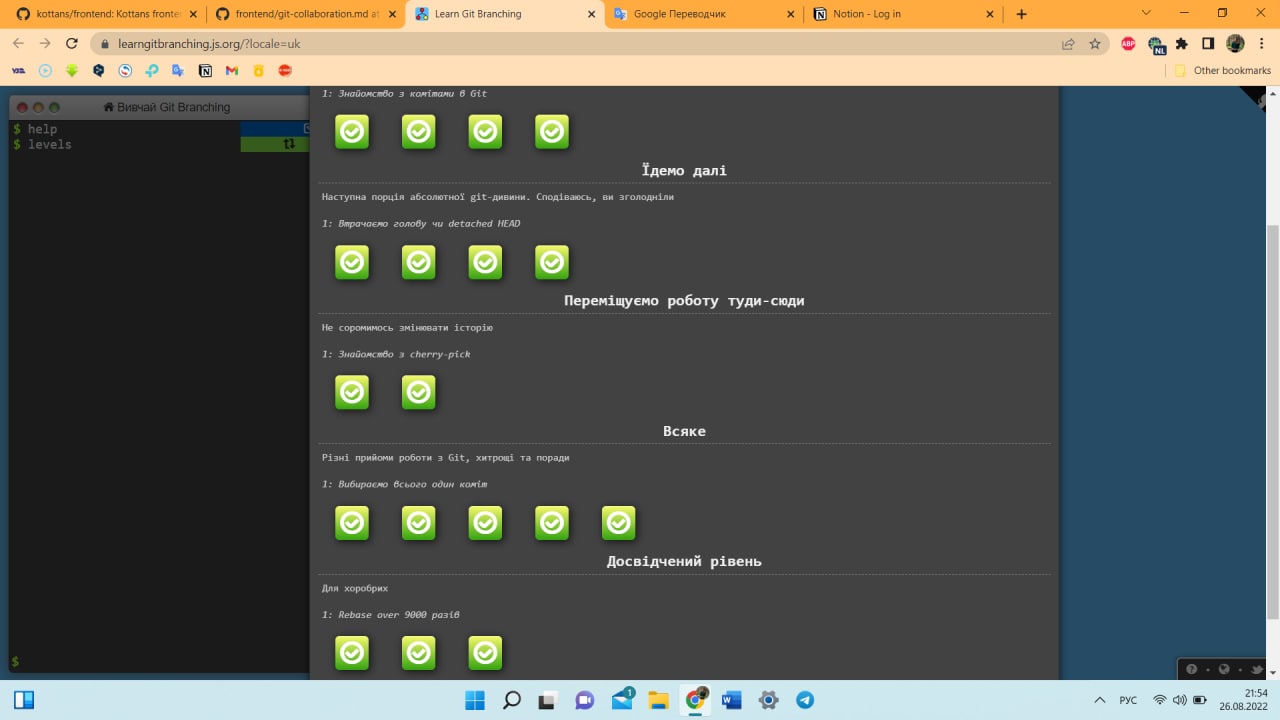 kottans/frontend: Kottans fronte
frontend/git-collaboration.md at
Learn Git Branching
Google Переводчик
Notion - Log in
learngitbranching.js.org/?locale=uk
ABP
NL
Other bookmarks
Вивчай Git Branching
$ help
$ levels
$
1: Знайомство з комітами в Git
Їдемо далі
Наступна порція абсолютної git-дивини. Сподіваюсь, ви зголодніли
1: Втрачаємо голову чи detached HEAD
Переміщуємо роботу туди-сюди
Не соромимось змінювати історію
1: Знайомство з cherry-pick
Всяке
Різні прийоми роботи з Git, хитрощі та поради
1: Вибираємо всього один коміт
Досвідчений рівень
Для хоробрих
1: Rebase over 9000 разів
1
РУС
21:54
26.08.2022